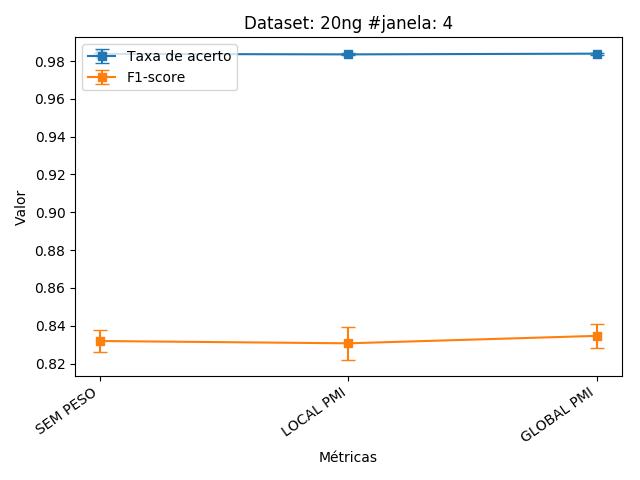 Dataset: 20ng #janela: 4
Taxa de acerto
F1-score
0.98
0.96
0.94
0.92
0.90
0.88
0.86
0.84
0.82
Valor
SEM PESO
LOCAL PMI
GLOBAL PMI
Métricas